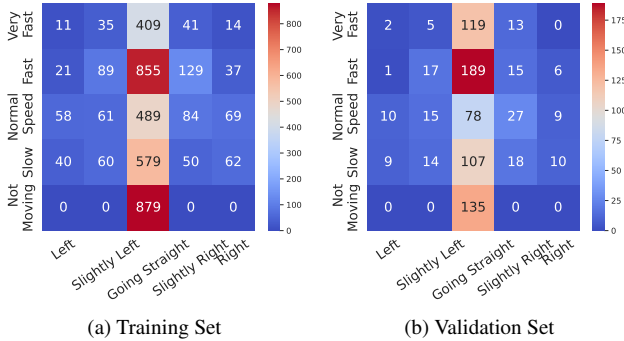 Very Fast 11 35 409 41 14
Fast 21 89 855 129 37
Normal Speed 58 61 489 84 69
Slow 40 60 579 50 62
Not Moving 0 0 879 0 0
Left Slightly Left Going Straight Slightly Right Right
800
700
600
500
400
300
200
100
0
(a) Training Set
Very Fast 2 5 119 13 0
Fast 1 17 189 15 6
Normal Speed 10 15 78 27 9
Slow 9 14 107 18 10
Not Moving 0 0 135 0 0
Left Slightly Left Going Straight Slightly Right Right
175
150
125
100
75
50
25
0
(b) Validation Set